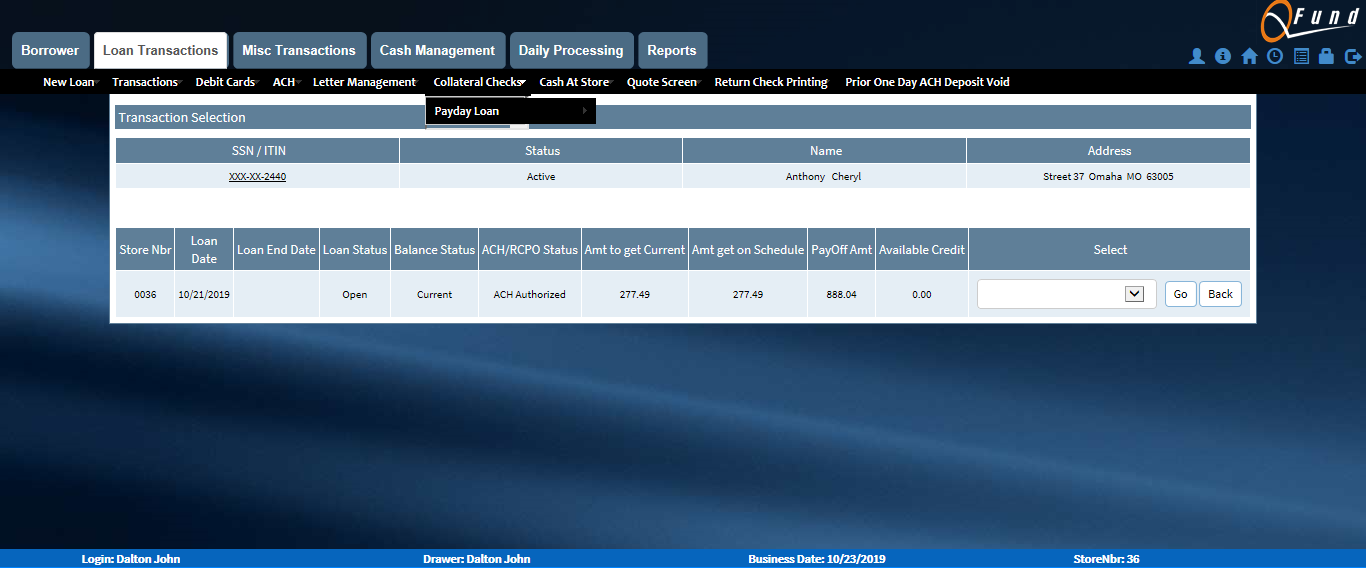 QFund
Borrower Loan Transactions Misc Transactions Cash Management Daily Processing Reports
New Loan Transactions Debit Cards ACH Letter Management Collateral Checks Cash At Store Quote Screen Return Check Printing Prior One Day ACH Deposit Void
Payday Loan
Transaction Selection
SSN / ITIN Status Name Address
XXX-XX-2440 Active Anthony Cheryl Street 37 Omaha MO 63005
Store Nbr Loan Date Loan End Date Loan Status Balance Status ACH/RCPO Status Amt to get Current Amt get on Schedule PayOff Amt Available Credit Select
0036 10/21/2019 Open Current ACH Authorized 277.49 277.49 888.04 0.00 Go Back
Login: Dalton John Drawer: Dalton John Business Date: 10/23/2019 StoreNbr: 36